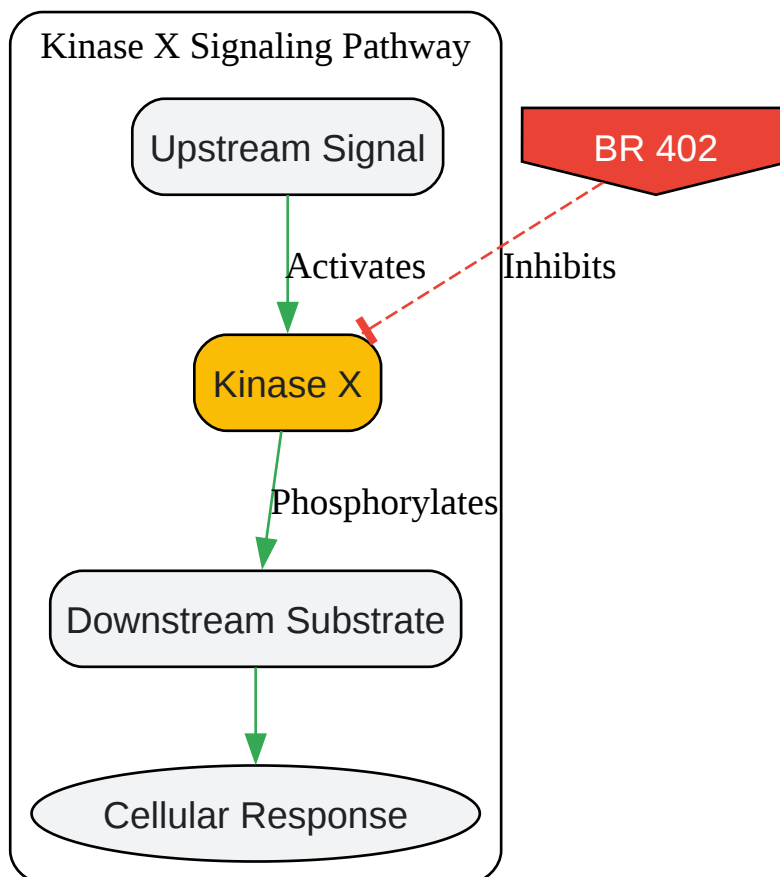 Kinase X Signaling Pathway
Upstream Signal
BR 402
Activates
Inhibits
Kinase X
Phosphorylates
Downstream Substrate
Cellular Response